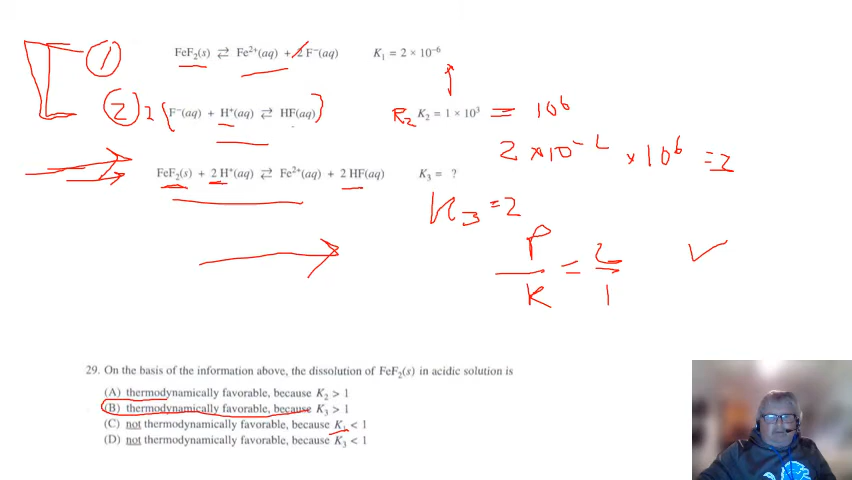 ① FeF₂(s) ⇄ Fe²⁺(aq) + 2 F⁻(aq) K₁ = 2 × 10⁻⁶
② 2( F⁻(aq) + H⁺(aq) ⇄ HF(aq) ) R₂ K₂ = 1 × 10³ = 10⁶
2 × 10⁻⁶ × 10⁶ = 2
FeF₂(s) + 2 H⁺(aq) ⇄ Fe²⁺(aq) + 2 HF(aq) K₃ = ?
K₃ = 2
P/R = 2/1 ✓
29. On the basis of the information above, the dissolution of FeF₂(s) in acidic solution is
(A) thermodynamically favorable, because K₂ > 1
(B) thermodynamically favorable, because K₃ > 1
(C) not thermodynamically favorable, because K₁ < 1
(D) not thermodynamically favorable, because K₃ < 1